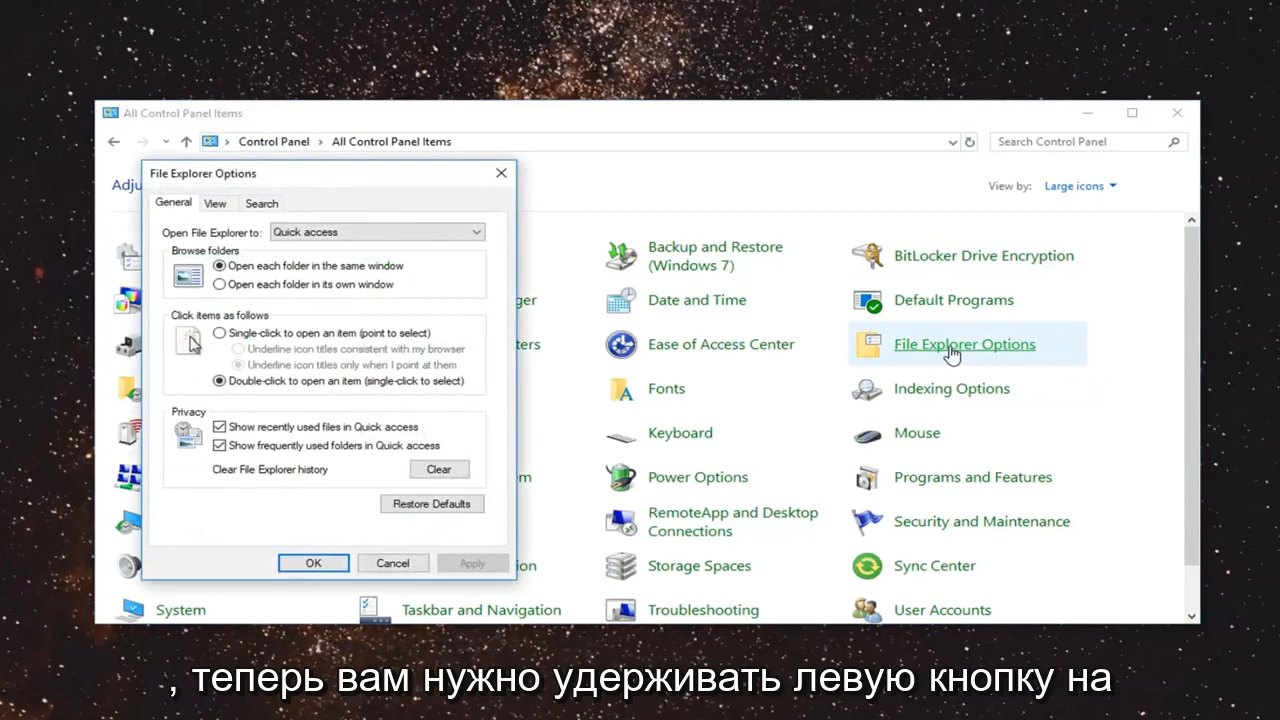 All Control Panel Items
Control Panel > All Control Panel Items
Search Control Panel
Adju
View by: Large icons
File Explorer Options
General View Search
Open File Explorer to: Quick access
Browse folders
Open each folder in the same window
Open each folder in its own window
Click items as follows
Single-click to open an item (point to select)
Underline icon titles consistent with my browser
Underline icon titles only when I point at them
Double-click to open an item (single-click to select)
Privacy
Show recently used files in Quick access
Show frequently used folders in Quick access
Clear File Explorer history Clear
Restore Defaults
OK Cancel Apply
Backup and Restore
(Windows 7)
BitLocker Drive Encryption
ger Date and Time Default Programs
ters Ease of Access Center File Explorer Options
Fonts Indexing Options
Keyboard Mouse
m Power Options Programs and Features
RemoteApp and Desktop
Connections
Security and Maintenance
ion Storage Spaces Sync Center
System Taskbar and Navigation Troubleshooting User Accounts
, теперь вам нужно удерживать левую кнопку на